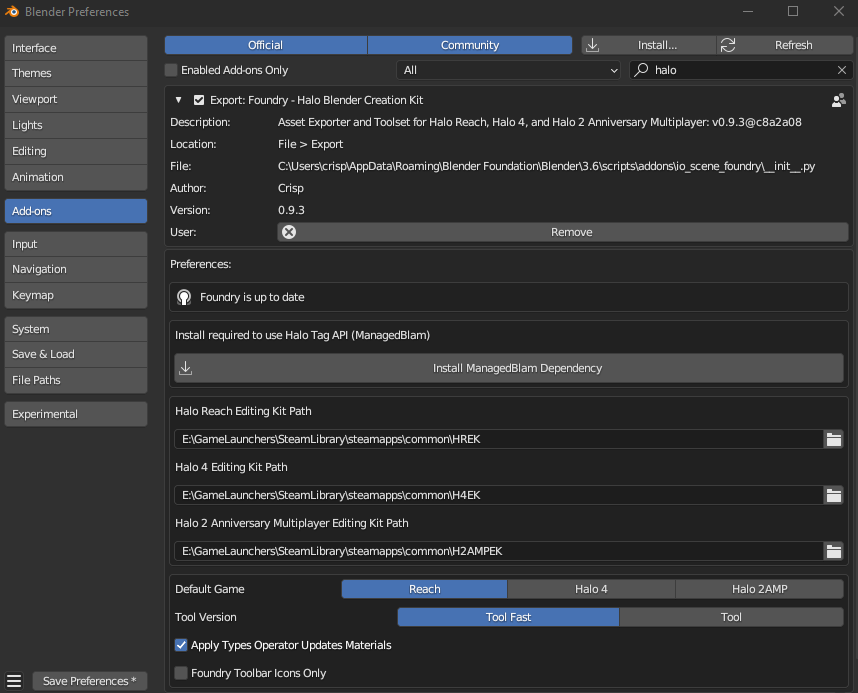 Blender Preferences
Interface
Themes
Viewport
Lights
Editing
Animation
Add-ons
Input
Navigation
Keymap
System
Save & Load
File Paths
Experimental
Save Preferences *
Official Community Install... Refresh
Enabled Add-ons Only All halo
Export: Foundry - Halo Blender Creation Kit
Description: Asset Exporter and Toolset for Halo Reach, Halo 4, and Halo 2 Anniversary Multiplayer: v0.9.3@c8a2a08
Location: File > Export
File: C:\Users\crisp\AppData\Roaming\Blender Foundation\Blender\3.6\scripts\addons\io_scene_foundry\__init__.py
Author: Crisp
Version: 0.9.3
User: Remove
Preferences:
Foundry is up to date
Install required to use Halo Tag API (ManagedBlam)
Install ManagedBlam Dependency
Halo Reach Editing Kit Path
E:\GameLaunchers\SteamLibrary\steamapps\common\HREK
Halo 4 Editing Kit Path
E:\GameLaunchers\SteamLibrary\steamapps\common\H4EK
Halo 2 Anniversary Multiplayer Editing Kit Path
E:\GameLaunchers\SteamLibrary\steamapps\common\H2AMPEK
Default Game Reach Halo 4 Halo 2AMP
Tool Version Tool Fast Tool
Apply Types Operator Updates Materials
Foundry Toolbar Icons Only